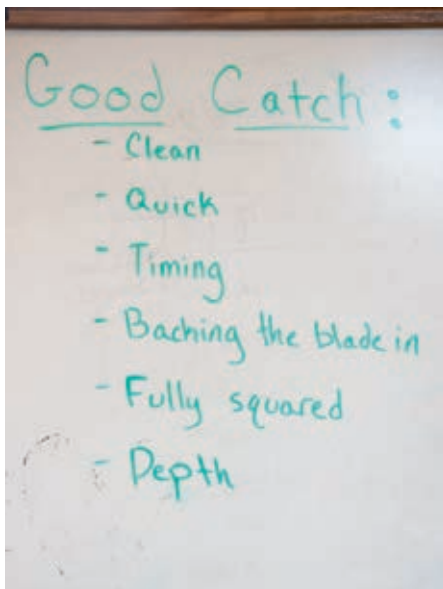 Good Catch:
- Clean
- Quick
- Timing
- Baching the blade in
- Fully squared
- Depth